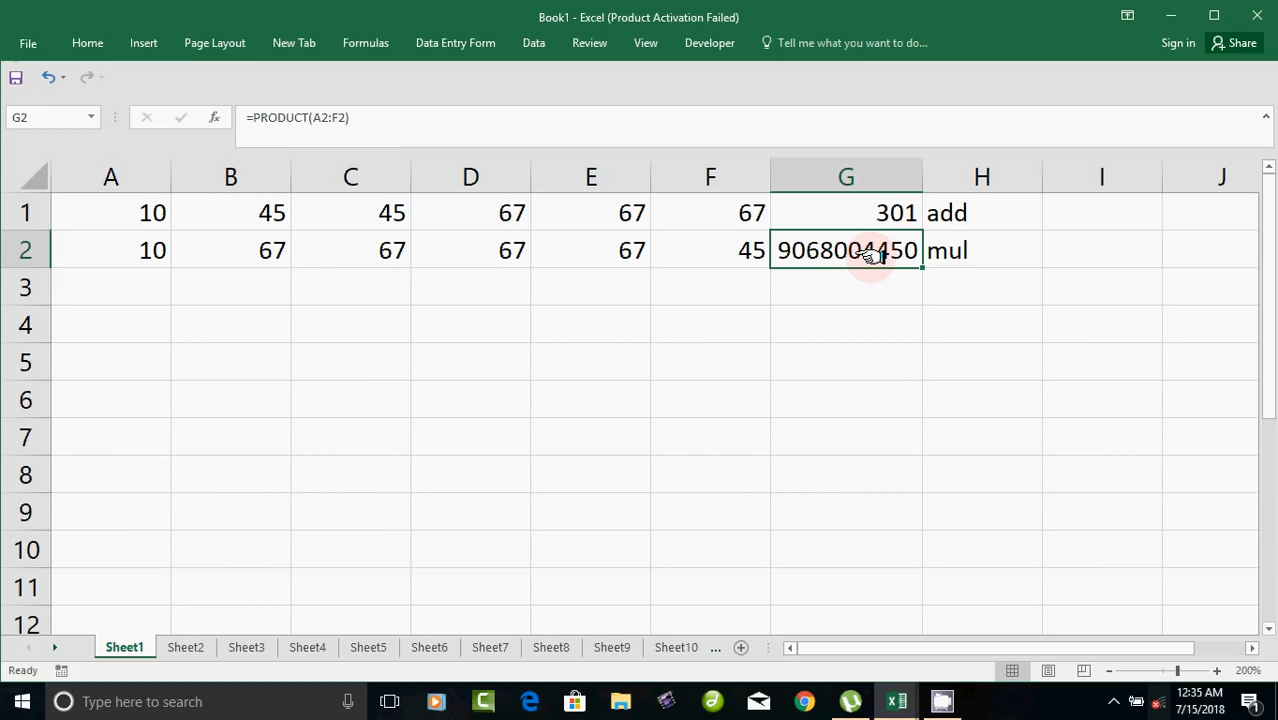 Book1 - Excel (Product Activation Failed)
File Home Insert Page Layout New Tab Formulas Data Entry Form Data Review View Developer Tell me what you want to do... Sign in Share
G2 fx =PRODUCT(A2:F2)
A B C D E F G H I J
1 10 45 45 67 67 67 301 add
2 10 67 67 67 67 45 9068004450 mul
3
4
5
6
7
8
9
10
11
12
Sheet1 Sheet2 Sheet3 Sheet4 Sheet5 Sheet6 Sheet7 Sheet8 Sheet9 Sheet10 ...
Ready 200%
Type here to search 12:35 AM
7/15/2018 1